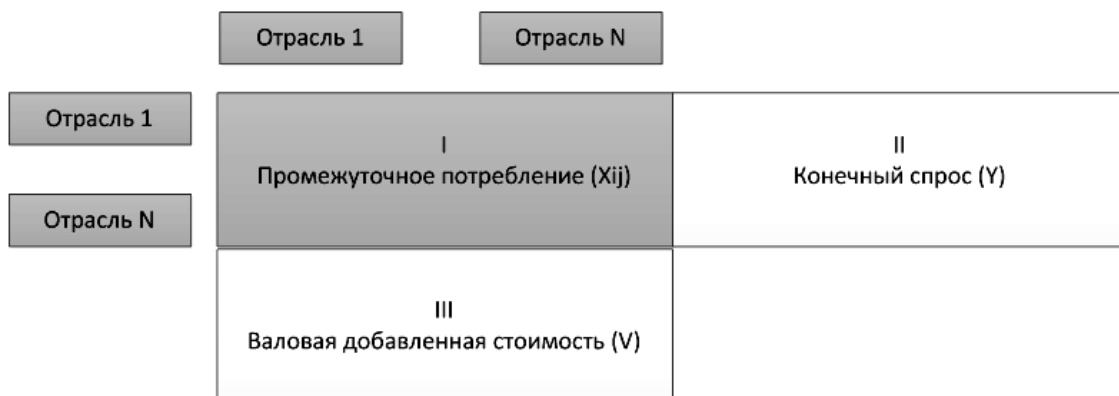 Отрасль 1
Отрасль N
Отрасль 1
I
Промежуточное потребление (Xij)
II
Конечный спрос (Y)
Отрасль N
III
Валовая добавленная стоимость (V)